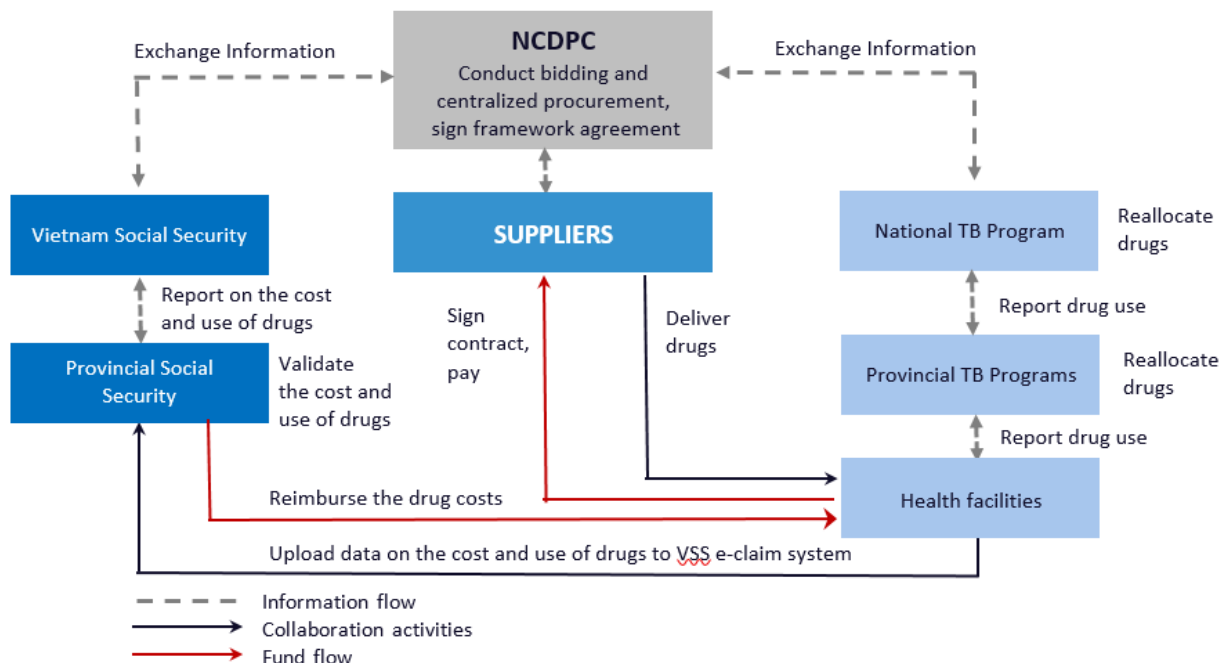 NCDPC
Conduct bidding and
centralized procurement,
sign framework agreement
Exchange Information
Exchange Information
Vietnam Social Security
SUPPLIERS
National TB Program
Reallocate
drugs
Report on the cost
and use of drugs
Sign
contract,
pay
Deliver
drugs
Report drug use
Provincial Social
Security
Validate
the cost and
use of drugs
Provincial TB Programs
Reallocate
drugs
Report drug use
Health facilities
Reimburse the drug costs
Upload data on the cost and use of drugs to VSS e-claim system
Information flow
Collaboration activities
Fund flow